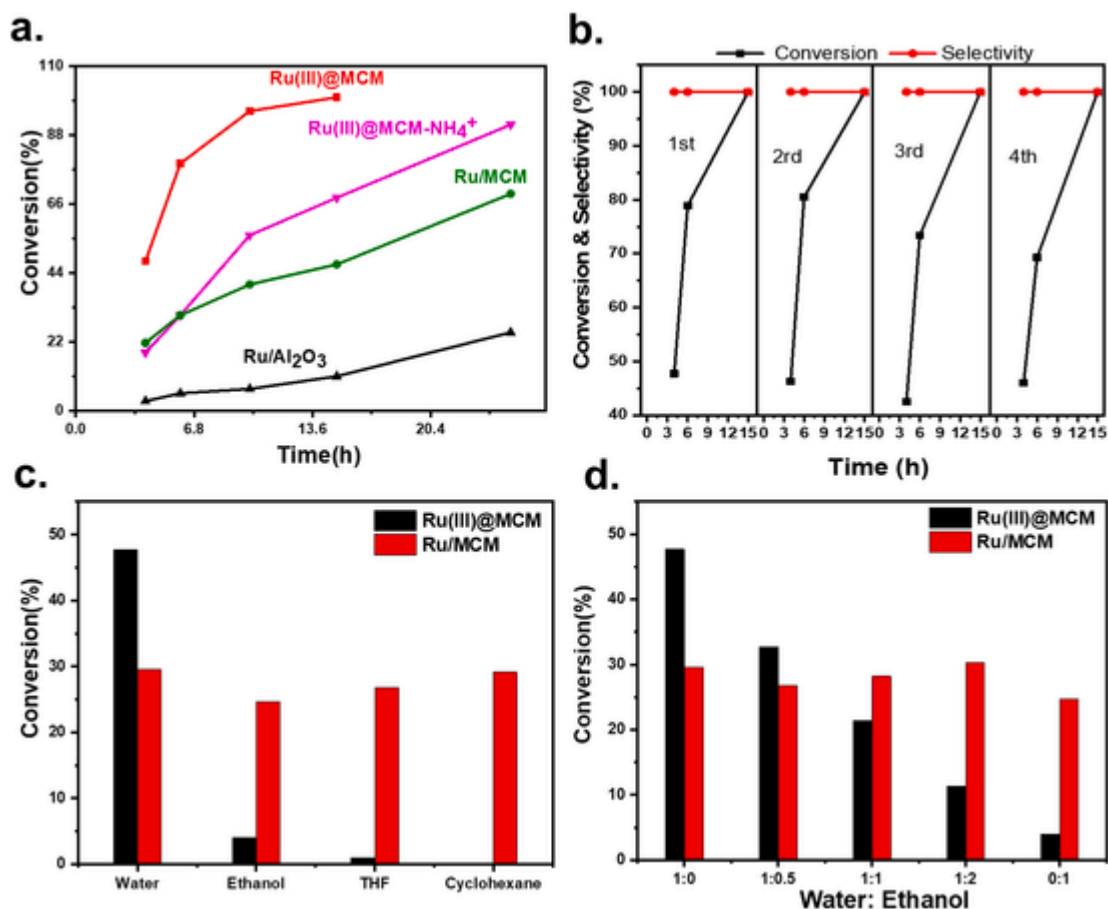 a.
110
88
66
44
22
0
Conversion(%)
Ru(III)@MCM
Ru(III)@MCM-NH₄⁺
Ru/MCM
Ru/Al₂O₃
0.0 6.8 13.6 20.4
Time(h)
b.
Conversion Selectivity
100
90
80
70
60
50
40
Conversion & Selectivity (%)
1st 2rd 3rd 4th
0 3 6 9 12 15 0 3 6 9 12 15 0 3 6 9 12 15 0 3 6 9 12 15
Time (h)
c.
Ru(III)@MCM
Ru/MCM
50
40
30
20
10
0
Conversion(%)
Water Ethanol THF Cyclohexane
d.
Ru(III)@MCM
Ru/MCM
50
40
30
20
10
0
Conversion(%)
1:0 1:0.5 1:1 1:2 0:1
Water: Ethanol